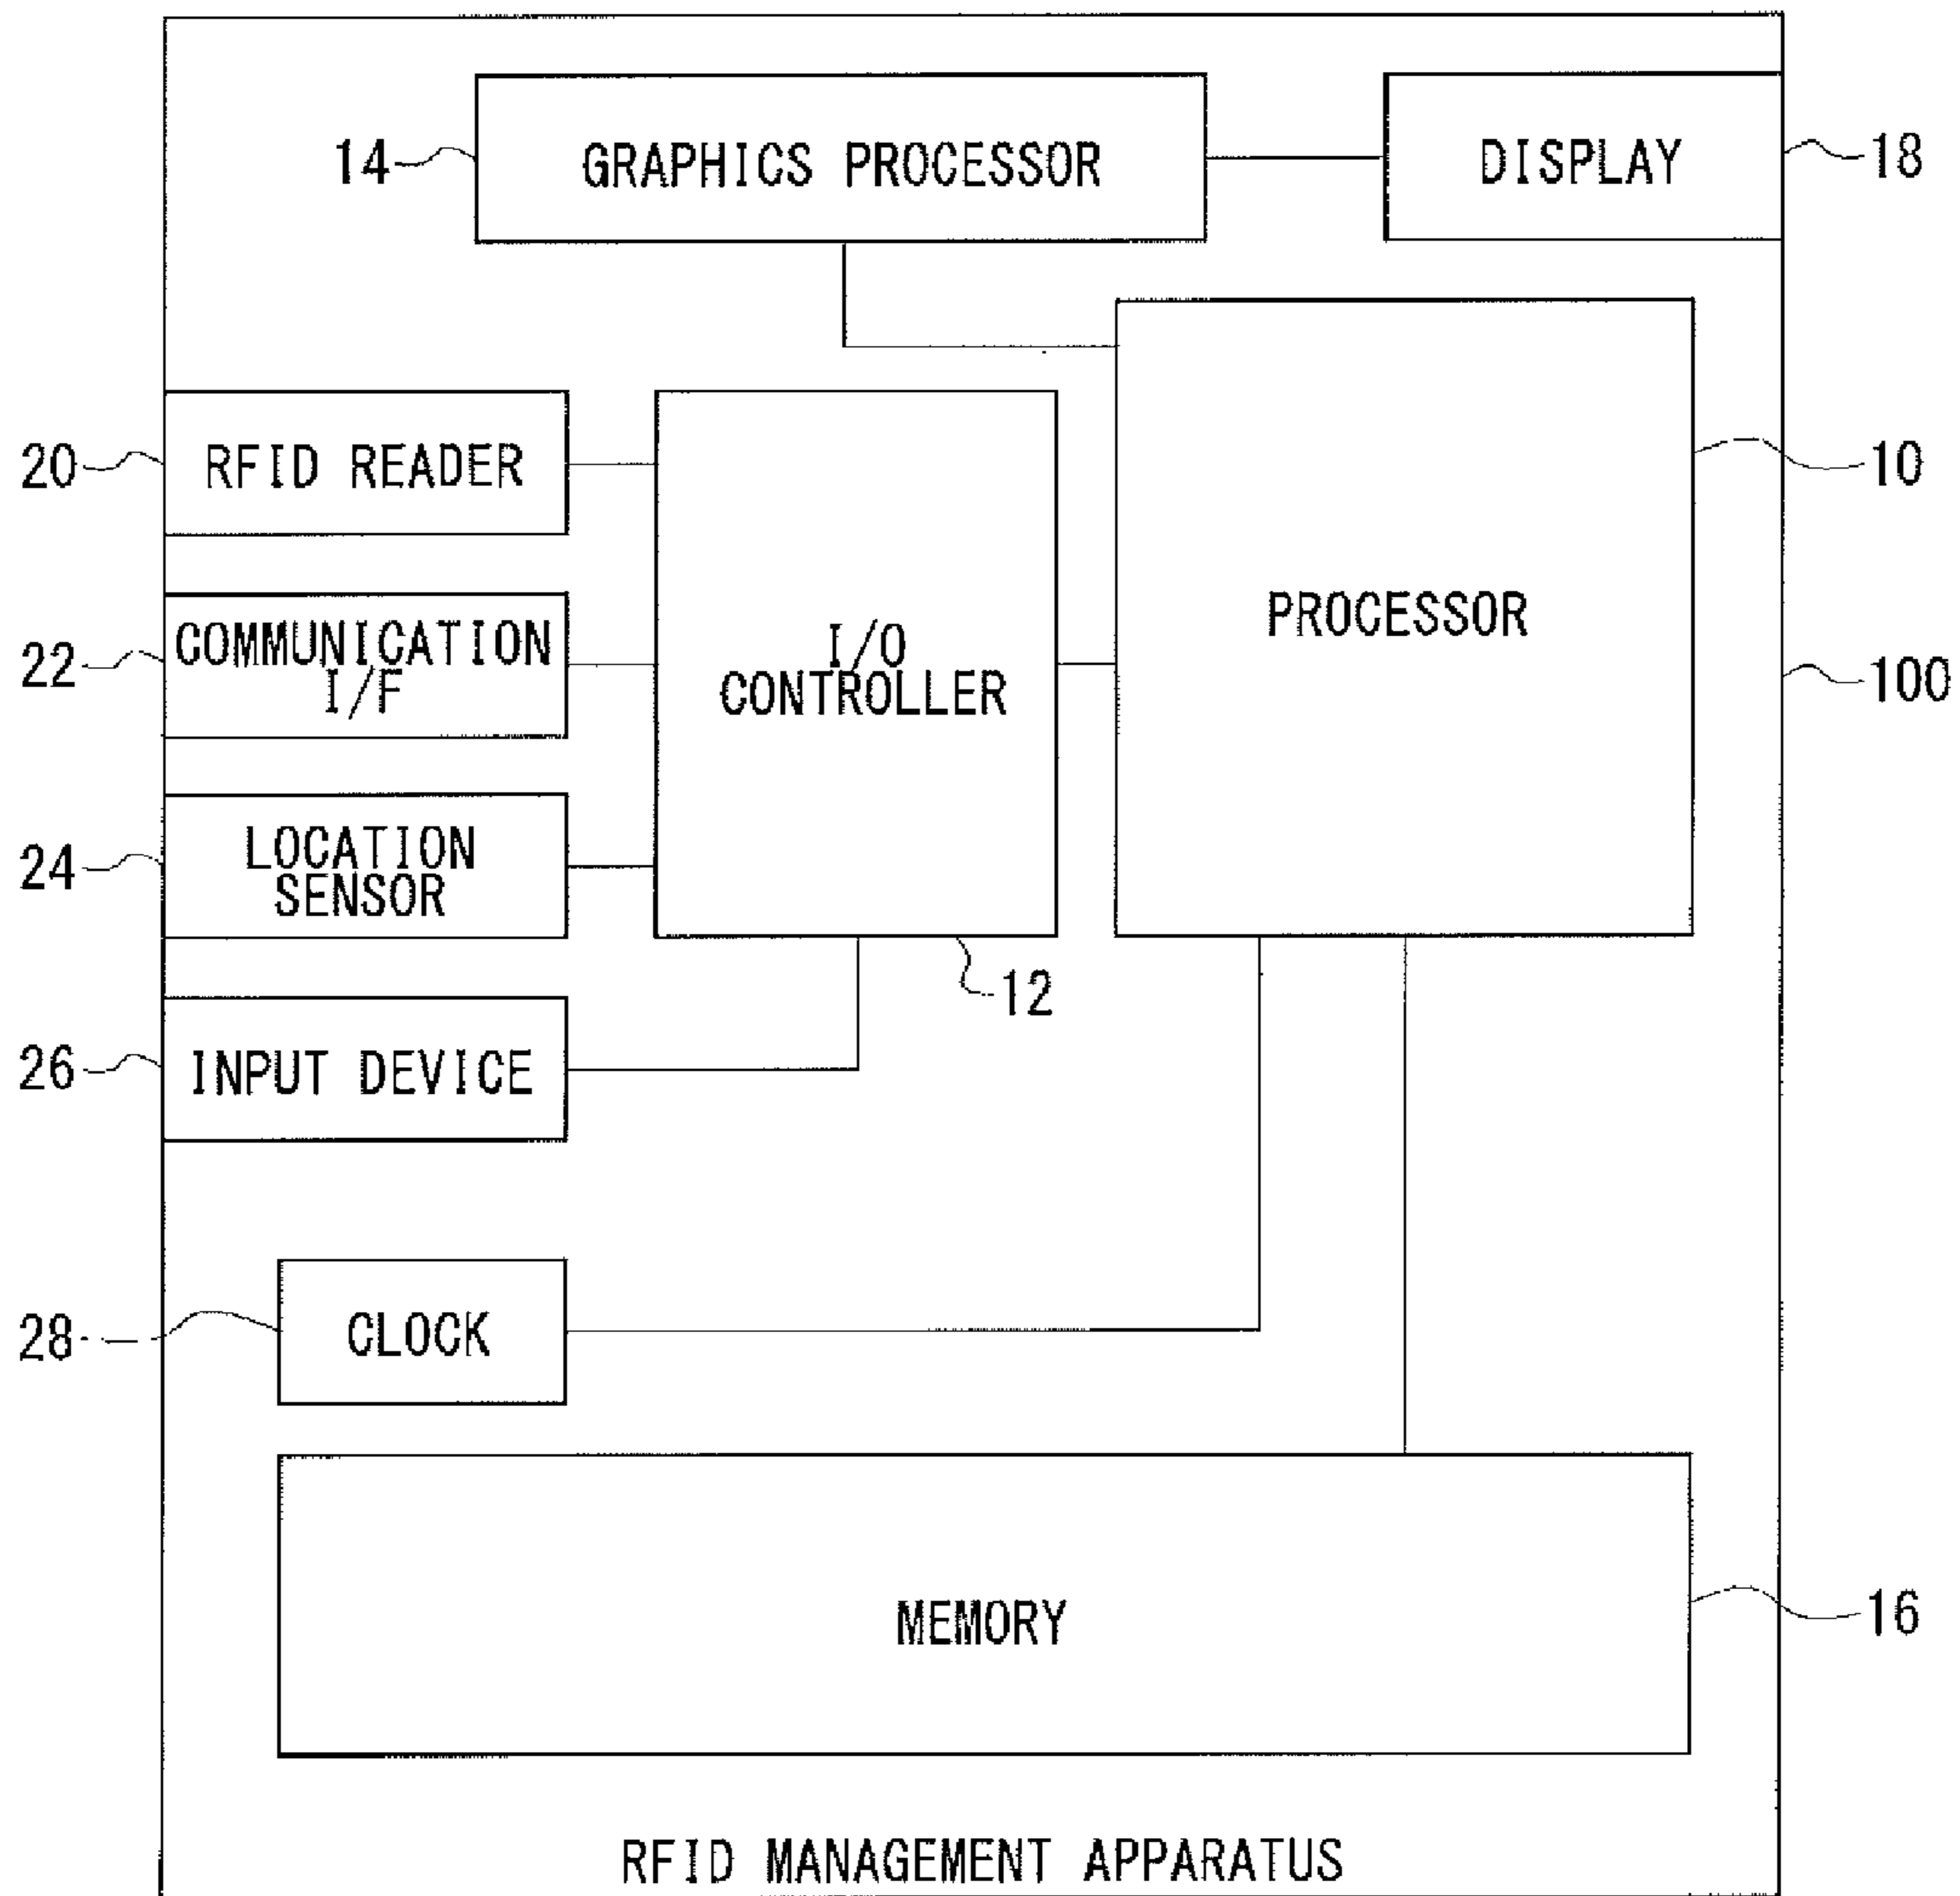 14
GRAPHICS PROCESSOR
DISPLAY
18
20
RFID READER
10
PROCESSOR
22
COMMUNICATION
I/F
I/O
CONTROLLER
100
24
LOCATION
SENSOR
12
26
INPUT DEVICE
28
CLOCK
MEMORY
16
RFID MANAGEMENT APPARATUS